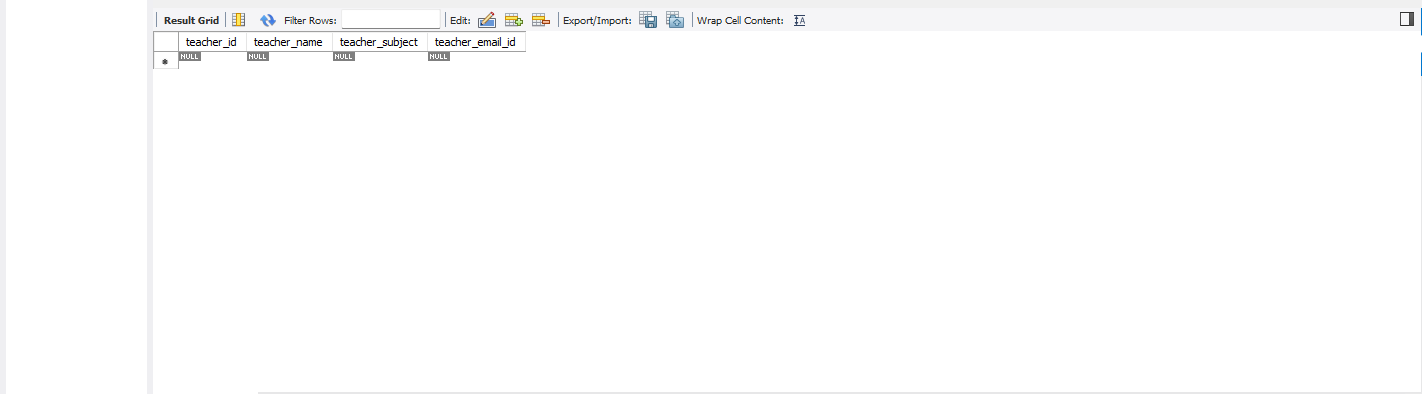 Result Grid Filter Rows: Edit: Export/Import: Wrap Cell Content: A
teacher_id teacher_name teacher_subject teacher_email_id
* NULL NULL NULL NULL